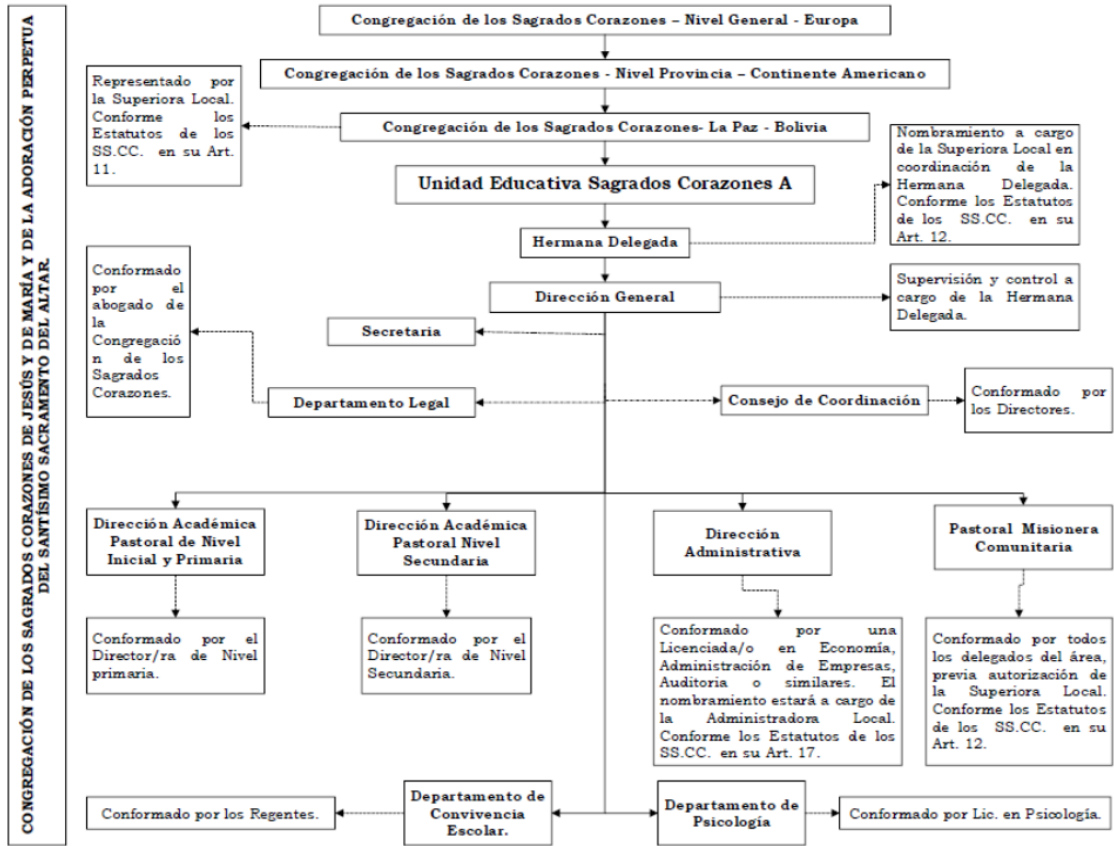 CONGREGACIÓN DE LOS SAGRADOS CORAZONES DE JESÚS Y DE MARÍA Y DE LA ADORACIÓN PERPETUA
DEL SANTÍSIMO SACRAMENTO DEL ALTAR.
Congregación de los Sagrados Corazones – Nivel General - Europa
Congregación de los Sagrados Corazones - Nivel Provincia – Continente Americano
Representado por
la Superiora Local.
Conforme los
Estatutos de los
SS.CC. en su Art.
11.
Congregación de los Sagrados Corazones- La Paz - Bolivia
Unidad Educativa Sagrados Corazones A
Nombramiento a cargo
de la Superiora Local en
coordinación de la
Hermana Delegada.
Conforme los Estatutos
de los SS.CC. en su
Art. 12.
Hermana Delegada
Dirección General
Supervisión y control a
cargo de la Hermana
Delegada.
Conformado
por el
abogado de
la
Congregació
n de los
Sagrados
Corazones.
Secretaria
Departamento Legal
Consejo de Coordinación
Conformado por
los Directores.
Dirección Académica
Pastoral de Nivel
Inicial y Primaria
Dirección Académica
Pastoral Nivel
Secundaria
Dirección
Administrativa
Pastoral Misionera
Comunitaria
Conformado por el
Director/ra de Nivel
primaria.
Conformado por el
Director/ra de Nivel
Secundaria.
Conformado por una
Licenciada/o en Economía,
Administración de Empresas,
Auditoria o similares. El
nombramiento estará a cargo de
la Administradora Local.
Conforme los Estatutos de los
SS.CC. en su Art. 17.
Conformado por todos
los delegados del área,
previa autorización de
la Superiora Local.
Conforme los Estatutos
de los SS.CC. en su
Art. 12.
Conformado por los Regentes.
Departamento de
Convivencia
Escolar.
Departamento de
Psicología
Conformado por Lic. en Psicología.